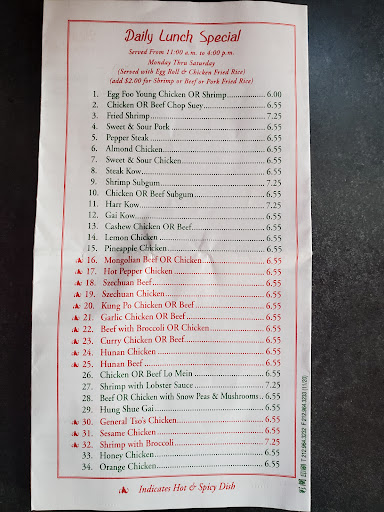 Daily Lunch Special
Served From 11:00 a.m. to 4:00 p.m.
Monday Thru Saturday
(Served with Egg Roll & Chicken Fried Rice)
(add $2.00 for Shrimp or Beef or Pork Fried Rice)
1. Egg Foo Young Chicken OR Shrimp 6.00
2. Chicken OR Beef Chop Suey 6.55
3. Fried Shrimp 7.25
4. Sweet & Sour Pork 6.55
5. Pepper Steak 6.55
6. Almond Chicken 6.55
7. Sweet & Sour Chicken 6.55
8. Steak Kow 6.55
9. Shrimp Subgum 7.25
10. Chicken OR Beef Subgum 6.55
11. Harr Kow 7.25
12. Gai Kow 6.55
13. Cashew Chicken OR Beef 6.55
14. Lemon Chicken 6.55
15. Pineapple Chicken 6.55
16. Mongolian Beef OR Chicken 6.55
17. Hot Pepper Chicken 6.55
18. Szechuan Beef 6.55
19. Szechuan Chicken 6.55
20. Kung Po Chicken OR Beef 6.55
21. Garlic Chicken OR Beef 6.55
22. Beef with Broccoli OR Chicken 6.55
23. Curry Chicken OR Beef 6.55
24. Hunan Chicken 6.55
25. Hunan Beef 6.55
26. Chicken OR Beef Lo Mein 6.55
27. Shrimp with Lobster Sauce 7.25
28. Beef OR Chicken with Snow Peas & Mushrooms 6.55
29. Hung Shue Gai 6.55
30. General Tso's Chicken 6.55
31. Sesame Chicken 6.55
32. Shrimp with Broccoli 7.25
33. Honey Chicken 6.55
34. Orange Chicken 6.55
Indicates Hot & Spicy Dish
T 212.964.3232 F 212.964.3233 (11/23)